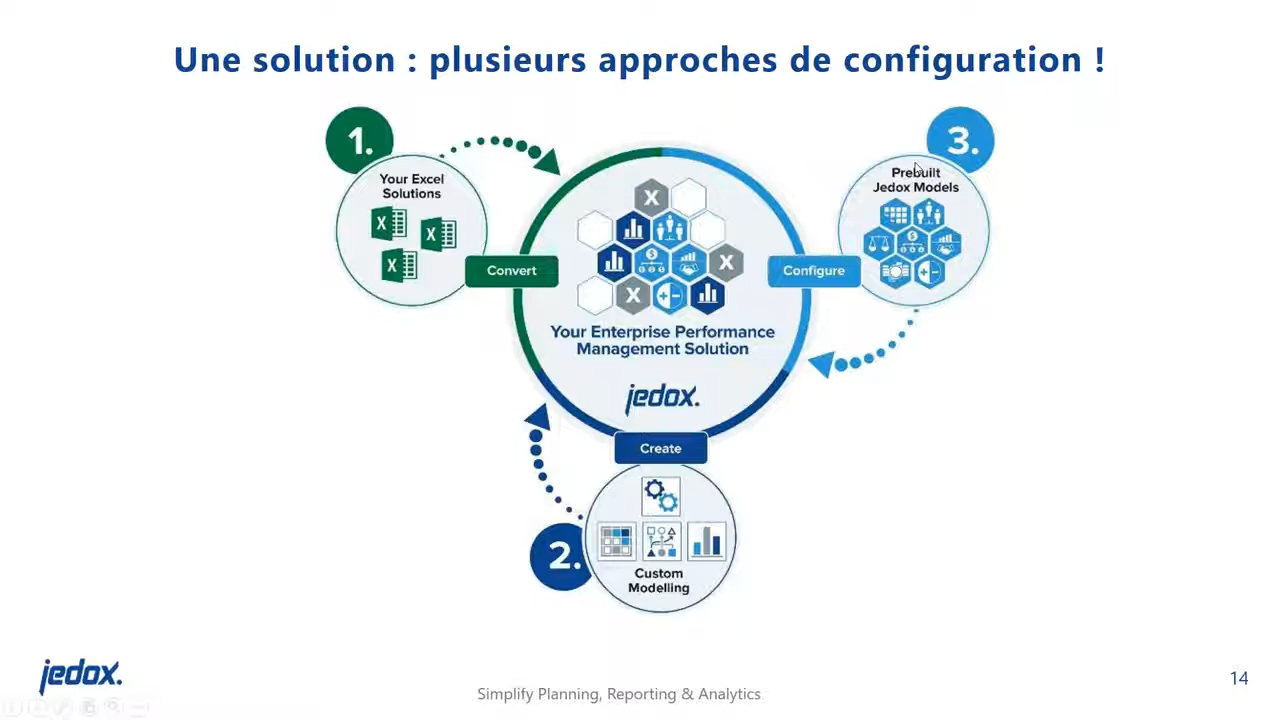 Une solution : plusieurs approches de configuration !
1.
Your Excel
Solutions
X
X
X
Convert
X
X
X
$
Your Enterprise Performance
Management Solution
jedox.
3.
Prebuilt
Jedox Models
$
Configure
Create
2.
Custom
Modelling
jedox.
Simplify Planning, Reporting & Analytics
14